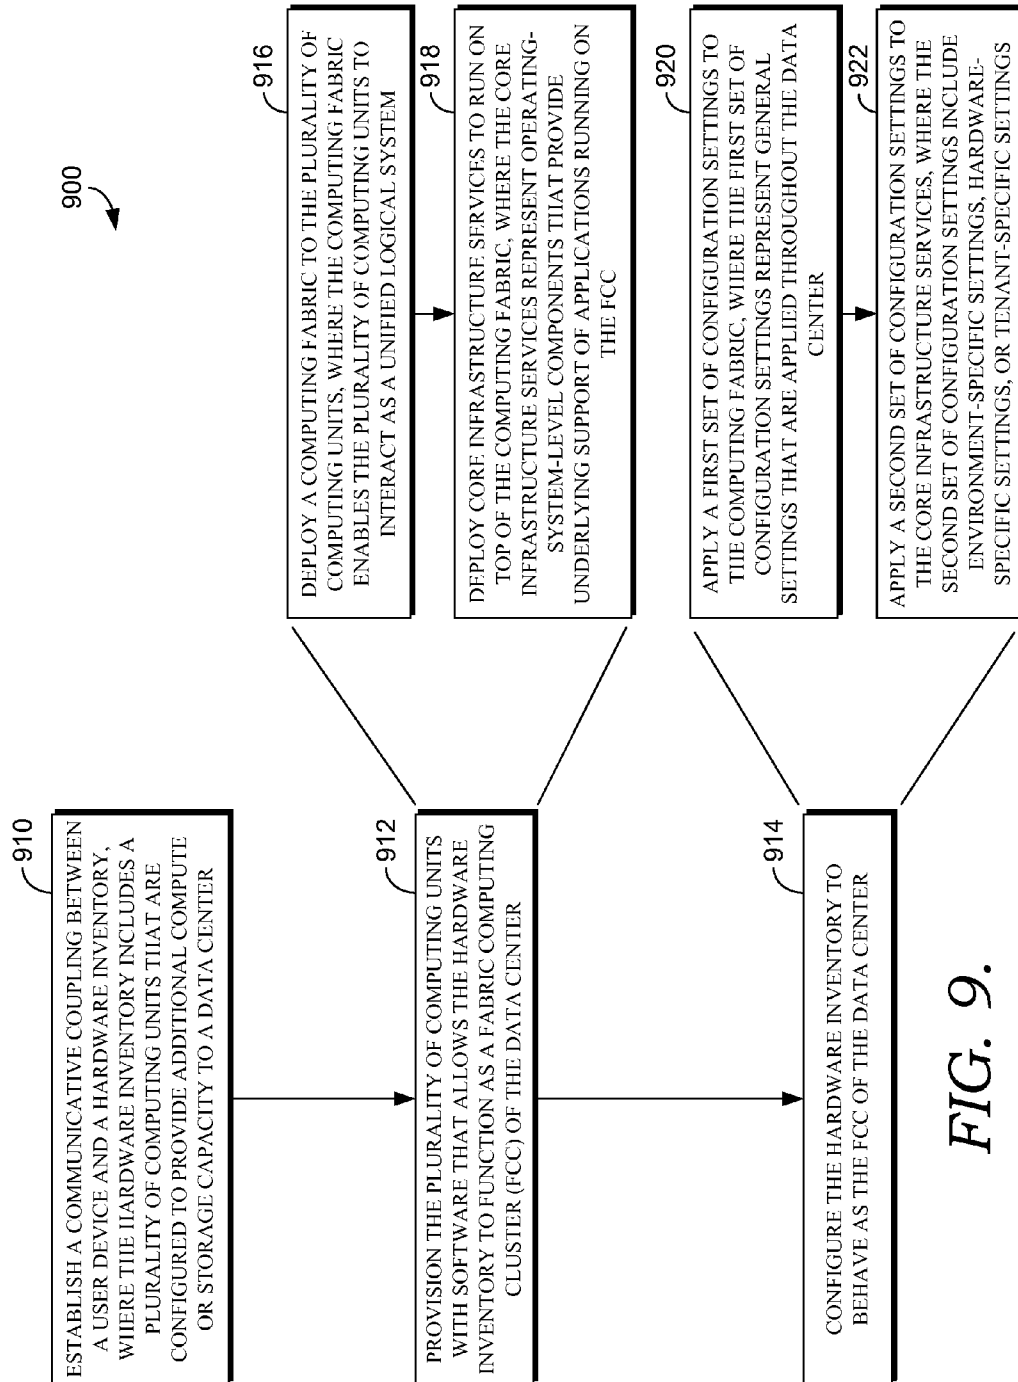 900
910
ESTABLISH A COMMUNICATIVE COUPLING BETWEEN
A USER DEVICE AND A HARDWARE INVENTORY,
WHERE THE HARDWARE INVENTORY INCLUDES A
PLURALITY OF COMPUTING UNITS THAT ARE
CONFIGURED TO PROVIDE ADDITIONAL COMPUTE
OR STORAGE CAPACITY TO A DATA CENTER
912
PROVISION THE PLURALITY OF COMPUTING UNITS
WITH SOFTWARE THAT ALLOWS THE HARDWARE
INVENTORY TO FUNCTION AS A FABRIC COMPUTING
CLUSTER (FCC) OF THE DATA CENTER
914
CONFIGURE THE HARDWARE INVENTORY TO
BEHAVE AS THE FCC OF THE DATA CENTER
916
DEPLOY A COMPUTING FABRIC TO THE PLURALITY OF
COMPUTING UNITS, WHERE THE COMPUTING FABRIC
ENABLES THE PLURALITY OF COMPUTING UNITS TO
INTERACT AS A UNIFIED LOGICAL SYSTEM
918
DEPLOY CORE INFRASTRUCTURE SERVICES TO RUN ON
TOP OF THE COMPUTING FABRIC, WHERE THE CORE
INFRASTRUCTURE SERVICES REPRESENT OPERATING-
SYSTEM-LEVEL COMPONENTS THAT PROVIDE
UNDERLYING SUPPORT OF APPLICATIONS RUNNING ON
THE FCC
920
APPLY A FIRST SET OF CONFIGURATION SETTINGS TO
THE COMPUTING FABRIC, WHERE THE FIRST SET OF
CONFIGURATION SETTINGS REPRESENT GENERAL
SETTINGS THAT ARE APPLIED THROUGHOUT THE DATA
CENTER
922
APPLY A SECOND SET OF CONFIGURATION SETTINGS TO
THE CORE INFRASTRUCTURE SERVICES, WHERE THE
SECOND SET OF CONFIGURATION SETTINGS INCLUDE
ENVIRONMENT-SPECIFIC SETTINGS, HARDWARE-
SPECIFIC SETTINGS, OR TENANT-SPECIFIC SETTINGS
FIG. 9.